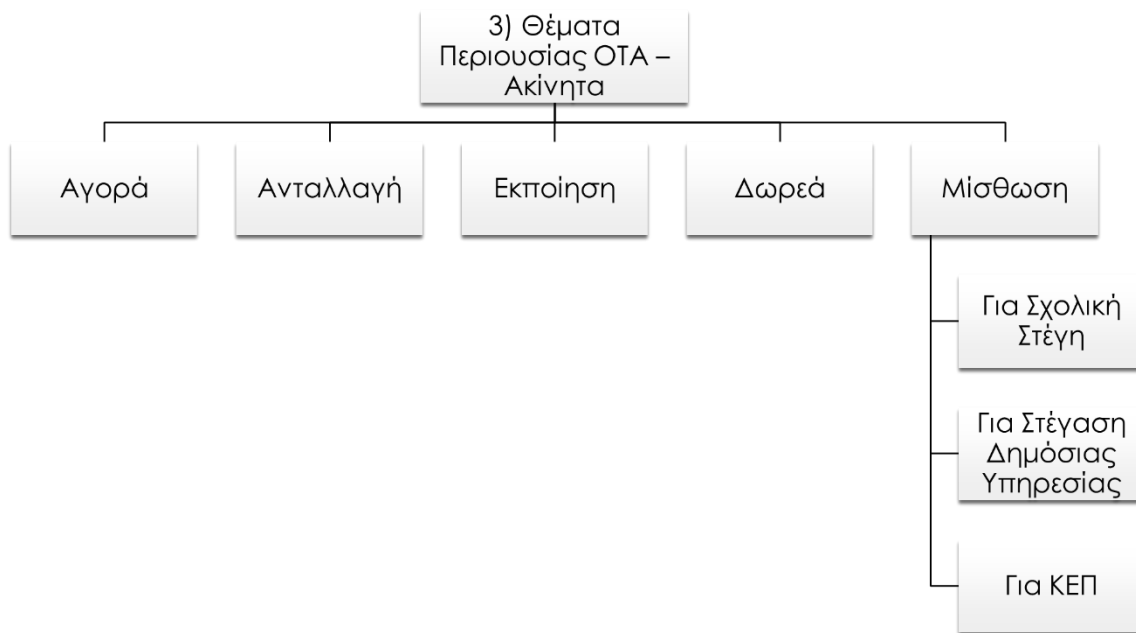 3) Θέματα
Περιουσίας ΟΤΑ –
Ακίνητα
Αγορά
Ανταλλαγή
Εκποίηση
Δωρεά
Μίσθωση
Για Σχολική
Στέγη
Για Στέγαση
Δημόσιας
Υπηρεσίας
Για ΚΕΠ